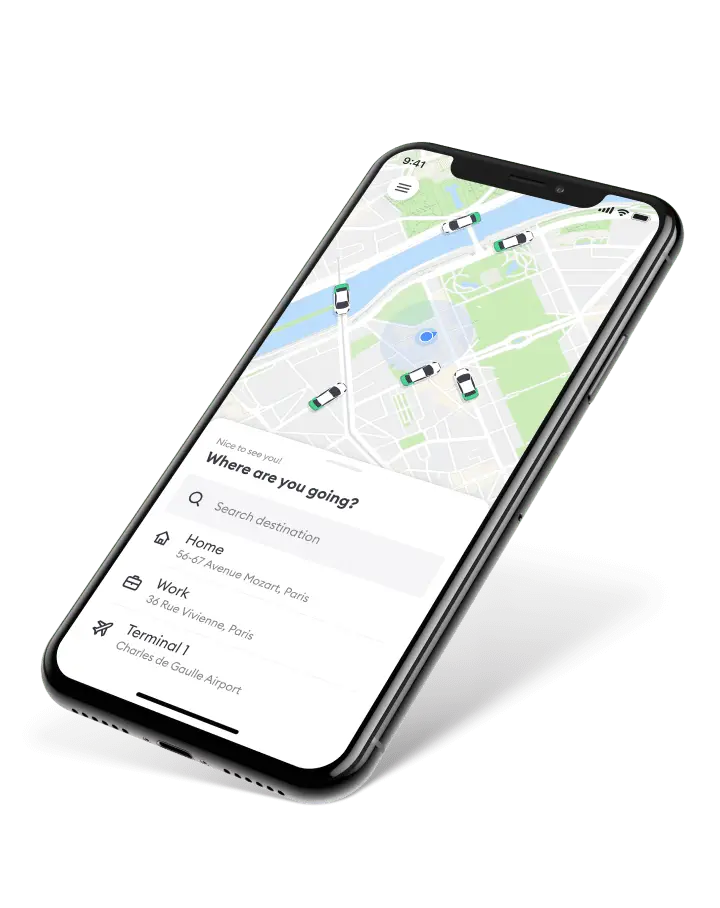 9:41
Nice to see you!
Where are you going?
Search destination
Home
56-67 Avenue Mozart, Paris
Work
36 Rue Vivienne, Paris
Terminal 1
Charles de Gaulle Airport